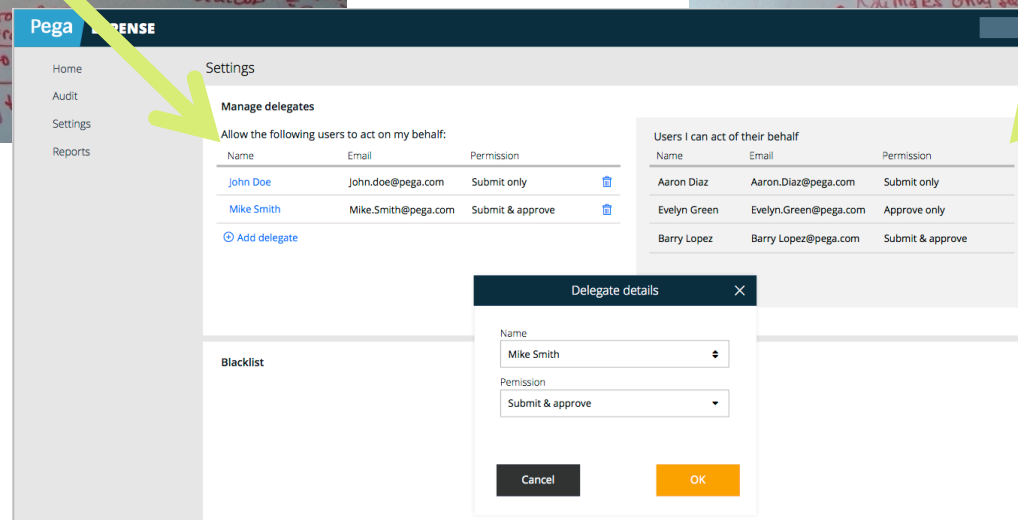 Pega
Home
Audit
Settings
Reports
Settings
Manage delegates
Allow the following users to act on my behalf:
Name Email Permission
John Doe John.doe@pega.com Submit only
Mike Smith Mike.Smith@pega.com Submit & approve
Add delegate
Users I can act of their behalf
Name Email Permission
Aaron Diaz Aaron.Diaz@pega.com Submit only
Evelyn Green Evelyn.Green@pega.com Approve only
Barry Lopez Barry Lopez@pega.com Submit & approve
Blacklist
Delegate details
Name
Mike Smith
Pemission
Submit & approve
Cancel OK